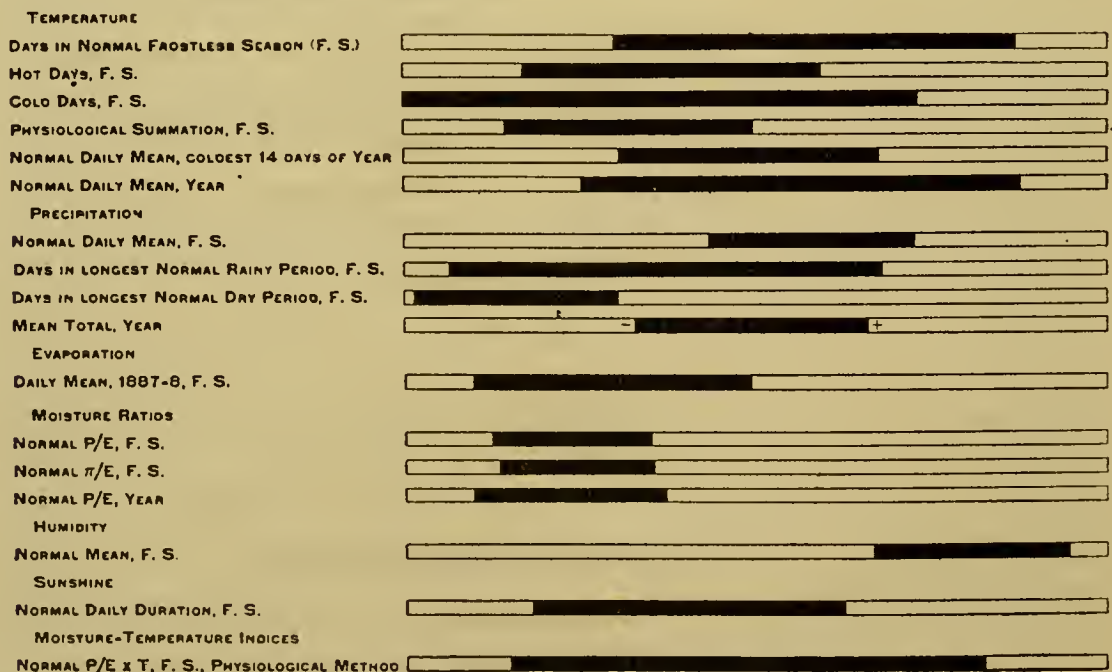 TEMPERATURE
DAYS IN NORMAL FROSTLESS SEASON (F. S.)
HOT DAYS, F. S.
COLD DAYS, F. S.
PHYSIOLOGICAL SUMMATION, F. S.
NORMAL DAILY MEAN, COLDEST 14 DAYS OF YEAR
NORMAL DAILY MEAN, YEAR
PRECIPITATION
NORMAL DAILY MEAN, F. S.
DAYS IN LONGEST NORMAL RAINY PERIOD, F. S.
DAYS IN LONGEST NORMAL DRY PERIOD, F. S.
MEAN TOTAL, YEAR − +
EVAPORATION
DAILY MEAN, 1887-8, F. S.
MOISTURE RATIOS
NORMAL P/E, F. S.
NORMAL π/E, F. S.
NORMAL P/E, YEAR
HUMIDITY
NORMAL MEAN, F. S.
SUNSHINE
NORMAL DAILY DURATION, F. S.
MOISTURE-TEMPERATURE INDICES
NORMAL P/E X T, F. S., PHYSIOLOGICAL METHOD